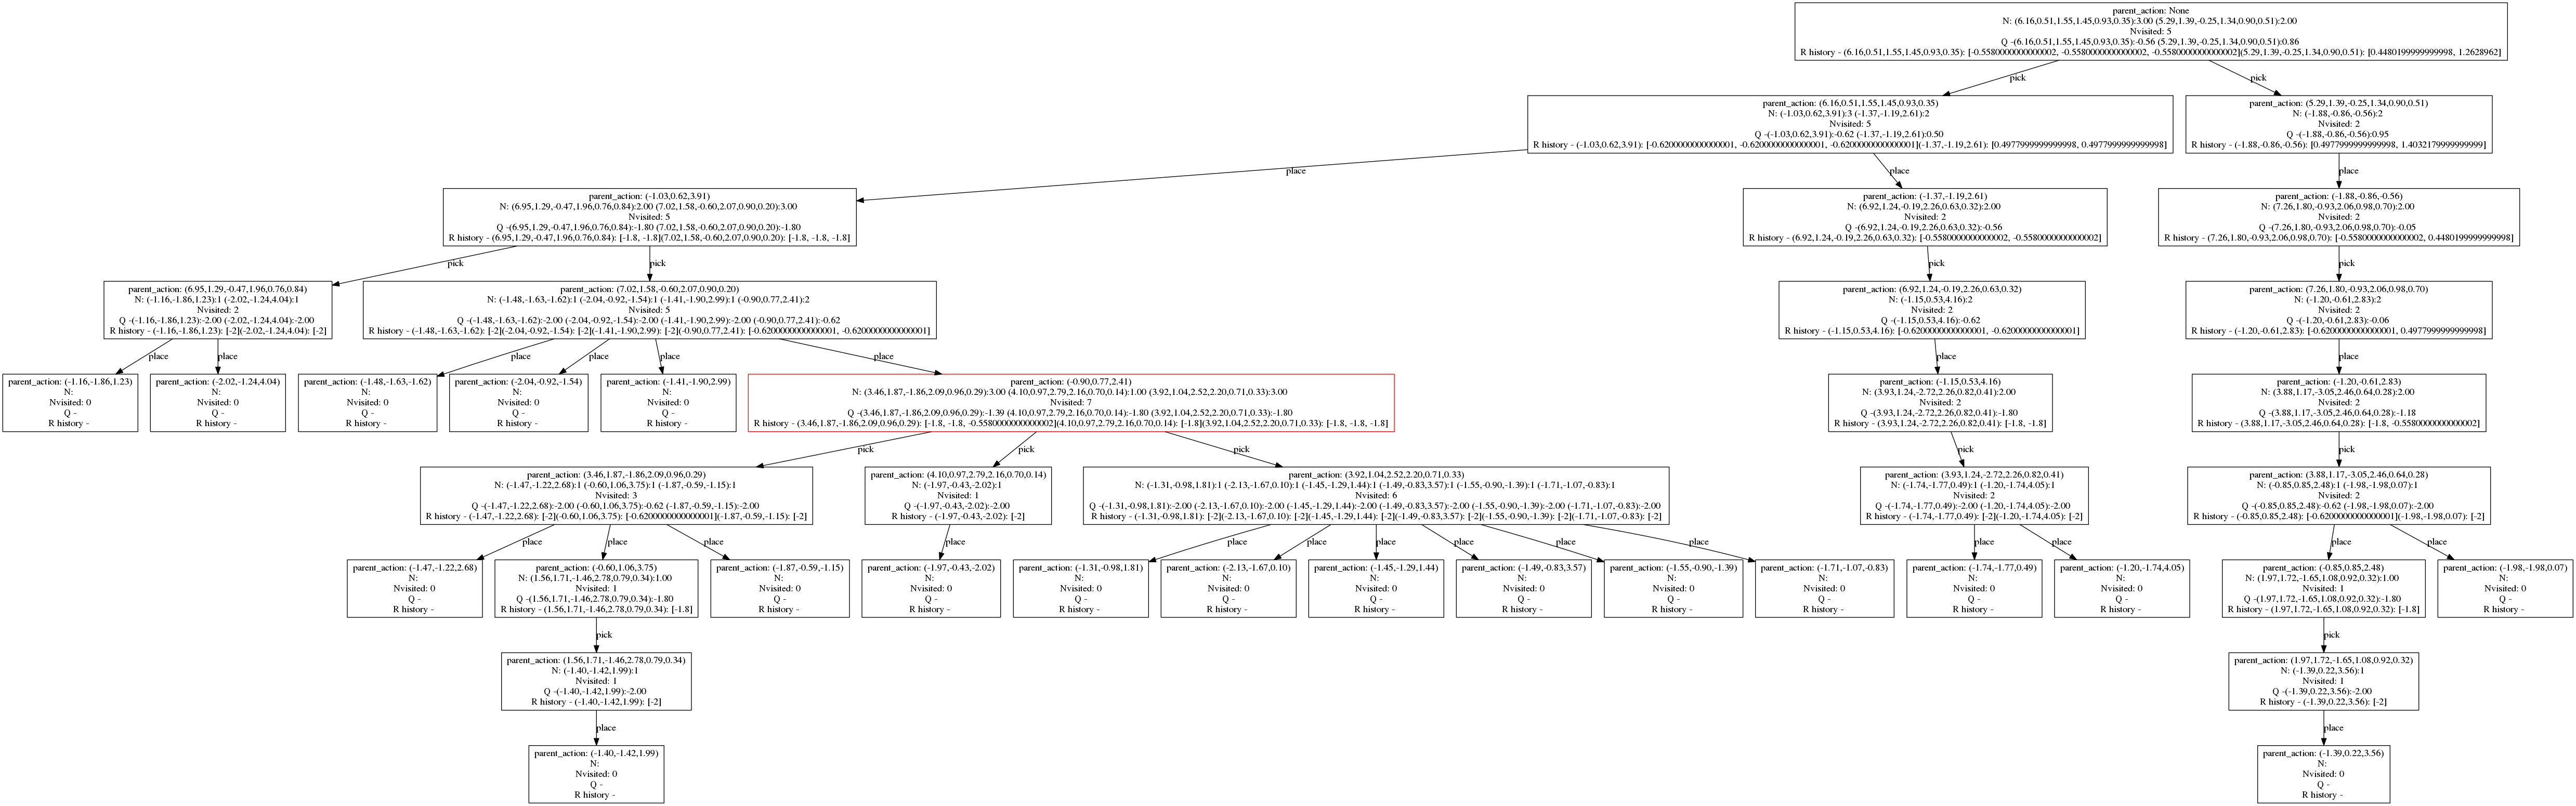 parent_action: None
N: (6.16,0.51,1.55,1.45,0.93,0.35):3.00 (5.29,1.39,-0.25,1.34,0.90,0.51):2.00
Nvisited: 5
Q -(6.16,0.51,1.55,1.45,0.93,0.35):-0.56 (5.29,1.39,-0.25,1.34,0.90,0.51):0.86
R history - (6.16,0.51,1.55,1.45,0.93,0.35): [-0.5580000000000002, -0.5580000000000002, -0.5580000000000002](5.29,1.39,-0.25,1.34,0.90,0.51): [0.4480199999999998, 1.2628962]
pick
pick
parent_action: (6.16,0.51,1.55,1.45,0.93,0.35)
N: (-1.03,0.62,3.91):3 (-1.37,-1.19,2.61):2
Nvisited: 5
Q -(-1.03,0.62,3.91):-0.62 (-1.37,-1.19,2.61):0.50
R history - (-1.03,0.62,3.91): [-0.6200000000000001, -0.6200000000000001, -0.6200000000000001](-1.37,-1.19,2.61): [0.4977999999999998, 0.4977999999999998]
parent_action: (5.29,1.39,-0.25,1.34,0.90,0.51)
N: (-1.88,-0.86,-0.56):2
Nvisited: 2
Q -(-1.88,-0.86,-0.56):0.95
R history - (-1.88,-0.86,-0.56): [0.4977999999999998, 1.4032179999999999]
place
place
place
parent_action: (-1.03,0.62,3.91)
N: (6.95,1.29,-0.47,1.96,0.76,0.84):2.00 (7.02,1.58,-0.60,2.07,0.90,0.20):3.00
Nvisited: 5
Q -(6.95,1.29,-0.47,1.96,0.76,0.84):-1.80 (7.02,1.58,-0.60,2.07,0.90,0.20):-1.80
R history - (6.95,1.29,-0.47,1.96,0.76,0.84): [-1.8, -1.8](7.02,1.58,-0.60,2.07,0.90,0.20): [-1.8, -1.8, -1.8]
parent_action: (-1.37,-1.19,2.61)
N: (6.92,1.24,-0.19,2.26,0.63,0.32):2.00
Nvisited: 2
Q -(6.92,1.24,-0.19,2.26,0.63,0.32):-0.56
R history - (6.92,1.24,-0.19,2.26,0.63,0.32): [-0.5580000000000002, -0.5580000000000002]
parent_action: (-1.88,-0.86,-0.56)
N: (7.26,1.80,-0.93,2.06,0.98,0.70):2.00
Nvisited: 2
Q -(7.26,1.80,-0.93,2.06,0.98,0.70):-0.05
R history - (7.26,1.80,-0.93,2.06,0.98,0.70): [-0.5580000000000002, 0.4480199999999998]
pick
pick
pick
pick
parent_action: (6.95,1.29,-0.47,1.96,0.76,0.84)
N: (-1.16,-1.86,1.23):1 (-2.02,-1.24,4.04):1
Nvisited: 2
Q -(-1.16,-1.86,1.23):-2.00 (-2.02,-1.24,4.04):-2.00
R history - (-1.16,-1.86,1.23): [-2](-2.02,-1.24,4.04): [-2]
parent_action: (7.02,1.58,-0.60,2.07,0.90,0.20)
N: (-1.48,-1.63,-1.62):1 (-2.04,-0.92,-1.54):1 (-1.41,-1.90,2.99):1 (-0.90,0.77,2.41):2
Nvisited: 5
Q -(-1.48,-1.63,-1.62):-2.00 (-2.04,-0.92,-1.54):-2.00 (-1.41,-1.90,2.99):-2.00 (-0.90,0.77,2.41):-0.62
R history - (-1.48,-1.63,-1.62): [-2](-2.04,-0.92,-1.54): [-2](-1.41,-1.90,2.99): [-2](-0.90,0.77,2.41): [-0.6200000000000001, -0.6200000000000001]
parent_action: (6.92,1.24,-0.19,2.26,0.63,0.32)
N: (-1.15,0.53,4.16):2
Nvisited: 2
Q -(-1.15,0.53,4.16):-0.62
R history - (-1.15,0.53,4.16): [-0.6200000000000001, -0.6200000000000001]
parent_action: (7.26,1.80,-0.93,2.06,0.98,0.70)
N: (-1.20,-0.61,2.83):2
Nvisited: 2
Q -(-1.20,-0.61,2.83):-0.06
R history - (-1.20,-0.61,2.83): [-0.6200000000000001, 0.4977999999999998]
place
place
place
place
place
place
place
place
parent_action: (-1.16,-1.86,1.23)
N:
Nvisited: 0
Q -
R history -
parent_action: (-2.02,-1.24,4.04)
N:
Nvisited: 0
Q -
R history -
parent_action: (-1.48,-1.63,-1.62)
N:
Nvisited: 0
Q -
R history -
parent_action: (-2.04,-0.92,-1.54)
N:
Nvisited: 0
Q -
R history -
parent_action: (-1.41,-1.90,2.99)
N:
Nvisited: 0
Q -
R history -
parent_action: (-0.90,0.77,2.41)
N: (3.46,1.87,-1.86,2.09,0.96,0.29):3.00 (4.10,0.97,2.79,2.16,0.70,0.14):1.00 (3.92,1.04,2.52,2.20,0.71,0.33):3.00
Nvisited: 7
Q -(3.46,1.87,-1.86,2.09,0.96,0.29):-1.39 (4.10,0.97,2.79,2.16,0.70,0.14):-1.80 (3.92,1.04,2.52,2.20,0.71,0.33):-1.80
R history - (3.46,1.87,-1.86,2.09,0.96,0.29): [-1.8, -1.8, -0.5580000000000002](4.10,0.97,2.79,2.16,0.70,0.14): [-1.8](3.92,1.04,2.52,2.20,0.71,0.33): [-1.8, -1.8, -1.8]
parent_action: (-1.15,0.53,4.16)
N: (3.93,1.24,-2.72,2.26,0.82,0.41):2.00
Nvisited: 2
Q -(3.93,1.24,-2.72,2.26,0.82,0.41):-1.80
R history - (3.93,1.24,-2.72,2.26,0.82,0.41): [-1.8, -1.8]
parent_action: (-1.20,-0.61,2.83)
N: (3.88,1.17,-3.05,2.46,0.64,0.28):2.00
Nvisited: 2
Q -(3.88,1.17,-3.05,2.46,0.64,0.28):-1.18
R history - (3.88,1.17,-3.05,2.46,0.64,0.28): [-1.8, -0.5580000000000002]
pick
pick
pick
pick
pick
parent_action: (3.46,1.87,-1.86,2.09,0.96,0.29)
N: (-1.47,-1.22,2.68):1 (-0.60,1.06,3.75):1 (-1.87,-0.59,-1.15):1
Nvisited: 3
Q -(-1.47,-1.22,2.68):-2.00 (-0.60,1.06,3.75):-0.62 (-1.87,-0.59,-1.15):-2.00
R history - (-1.47,-1.22,2.68): [-2](-0.60,1.06,3.75): [-0.6200000000000001](-1.87,-0.59,-1.15): [-2]
parent_action: (4.10,0.97,2.79,2.16,0.70,0.14)
N: (-1.97,-0.43,-2.02):1
Nvisited: 1
Q -(-1.97,-0.43,-2.02):-2.00
R history - (-1.97,-0.43,-2.02): [-2]
parent_action: (3.92,1.04,2.52,2.20,0.71,0.33)
N: (-1.31,-0.98,1.81):1 (-2.13,-1.67,0.10):1 (-1.45,-1.29,1.44):1 (-1.49,-0.83,3.57):1 (-1.55,-0.90,-1.39):1 (-1.71,-1.07,-0.83):1
Nvisited: 6
Q -(-1.31,-0.98,1.81):-2.00 (-2.13,-1.67,0.10):-2.00 (-1.45,-1.29,1.44):-2.00 (-1.49,-0.83,3.57):-2.00 (-1.55,-0.90,-1.39):-2.00 (-1.71,-1.07,-0.83):-2.00
R history - (-1.31,-0.98,1.81): [-2](-2.13,-1.67,0.10): [-2](-1.45,-1.29,1.44): [-2](-1.49,-0.83,3.57): [-2](-1.55,-0.90,-1.39): [-2](-1.71,-1.07,-0.83): [-2]
parent_action: (3.93,1.24,-2.72,2.26,0.82,0.41)
N: (-1.74,-1.77,0.49):1 (-1.20,-1.74,4.05):1
Nvisited: 2
Q -(-1.74,-1.77,0.49):-2.00 (-1.20,-1.74,4.05):-2.00
R history - (-1.74,-1.77,0.49): [-2](-1.20,-1.74,4.05): [-2]
parent_action: (3.88,1.17,-3.05,2.46,0.64,0.28)
N: (-0.85,0.85,2.48):1 (-1.98,-1.98,0.07):1
Nvisited: 2
Q -(-0.85,0.85,2.48):-0.62 (-1.98,-1.98,0.07):-2.00
R history - (-0.85,0.85,2.48): [-0.6200000000000001](-1.98,-1.98,0.07): [-2]
place
place
place
place
place
place
place
place
place
place
place
place
place
place
parent_action: (-1.47,-1.22,2.68)
N:
Nvisited: 0
Q -
R history -
parent_action: (-0.60,1.06,3.75)
N: (1.56,1.71,-1.46,2.78,0.79,0.34):1.00
Nvisited: 1
Q -(1.56,1.71,-1.46,2.78,0.79,0.34):-1.80
R history - (1.56,1.71,-1.46,2.78,0.79,0.34): [-1.8]
parent_action: (-1.87,-0.59,-1.15)
N:
Nvisited: 0
Q -
R history -
parent_action: (-1.97,-0.43,-2.02)
N:
Nvisited: 0
Q -
R history -
parent_action: (-1.31,-0.98,1.81)
N:
Nvisited: 0
Q -
R history -
parent_action: (-2.13,-1.67,0.10)
N:
Nvisited: 0
Q -
R history -
parent_action: (-1.45,-1.29,1.44)
N:
Nvisited: 0
Q -
R history -
parent_action: (-1.49,-0.83,3.57)
N:
Nvisited: 0
Q -
R history -
parent_action: (-1.55,-0.90,-1.39)
N:
Nvisited: 0
Q -
R history -
parent_action: (-1.71,-1.07,-0.83)
N:
Nvisited: 0
Q -
R history -
parent_action: (-1.74,-1.77,0.49)
N:
Nvisited: 0
Q -
R history -
parent_action: (-1.20,-1.74,4.05)
N:
Nvisited: 0
Q -
R history -
parent_action: (-0.85,0.85,2.48)
N: (1.97,1.72,-1.65,1.08,0.92,0.32):1.00
Nvisited: 1
Q -(1.97,1.72,-1.65,1.08,0.92,0.32):-1.80
R history - (1.97,1.72,-1.65,1.08,0.92,0.32): [-1.8]
parent_action: (-1.98,-1.98,0.07)
N:
Nvisited: 0
Q -
R history -
pick
pick
parent_action: (1.56,1.71,-1.46,2.78,0.79,0.34)
N: (-1.40,-1.42,1.99):1
Nvisited: 1
Q -(-1.40,-1.42,1.99):-2.00
R history - (-1.40,-1.42,1.99): [-2]
parent_action: (1.97,1.72,-1.65,1.08,0.92,0.32)
N: (-1.39,0.22,3.56):1
Nvisited: 1
Q -(-1.39,0.22,3.56):-2.00
R history - (-1.39,0.22,3.56): [-2]
place
place
parent_action: (-1.40,-1.42,1.99)
N:
Nvisited: 0
Q -
R history -
parent_action: (-1.39,0.22,3.56)
N:
Nvisited: 0
Q -
R history -